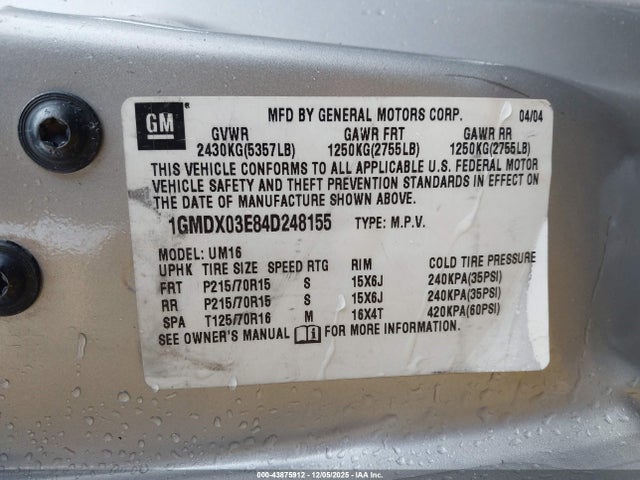 GM
MFD BY GENERAL MOTORS CORP. 04/04
GVWR GAWR FRT GAWR RR
2430KG(5357LB) 1250KG(2755LB) 1250KG(2755LB)
THIS VEHICLE CONFORMS TO ALL APPLICABLE U.S. FEDERAL MOTOR
VEHICLE SAFETY AND THEFT PREVENTION STANDARDS IN EFFECT ON
THE DATE OF MANUFACTURE SHOWN ABOVE.
1GMDX03E84D248155 TYPE: M.P.V.
MODEL: UM16
UPHK TIRE SIZE SPEED RTG RIM COLD TIRE PRESSURE
FRT P215/70R15 S 15X6J 240KPA(35PSI)
RR P215/70R15 S 15X6J 240KPA(35PSI)
SPA T125/70R16 M 16X4T 420KPA(60PSI)
SEE OWNER'S MANUAL FOR MORE INFORMATION.
000-43875912 - 12/05/2025 - IAAI.COM